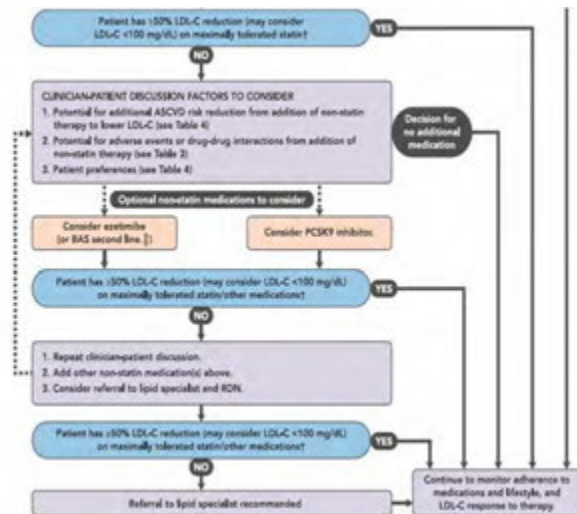 Patient has ≥50% LDL-C reduction (may consider
LDL-C <100 mg/dL) on maximally tolerated statin†
YES
NO
CLINICIAN-PATIENT DISCUSSION FACTORS TO CONSIDER
1. Potential for additional ASCVD risk reduction from addition of non-statin
therapy to lower LDL-C (see Table 4)
2. Potential for adverse events or drug-drug interactions from addition of
non-statin therapy (see Table 3)
3. Patient preferences (see Table 4)
Decision for
no additional
medication
Optional non-statin medications to consider
Consider ezetimibe
(or BAS second line.
Consider PCSK9 inhibitor.
Patient has ≥50% LDL-C reduction (may consider LDL-C <100 mg/dL)
on maximally tolerated statin/other medications†
YES
NO
1. Repeat clinician-patient discussion.
2. Add other non-statin medication(s) above.
3. Consider referral to lipid specialist and RDN.
Patient has ≥50% LDL-C reduction (may consider LDL-C <100 mg/dL)
on maximally tolerated statin/other medications†
YES
NO
Referral to lipid specialist recommended
Continue to monitor adherence to
medications and lifestyle, and
LDL-C response to therapy.